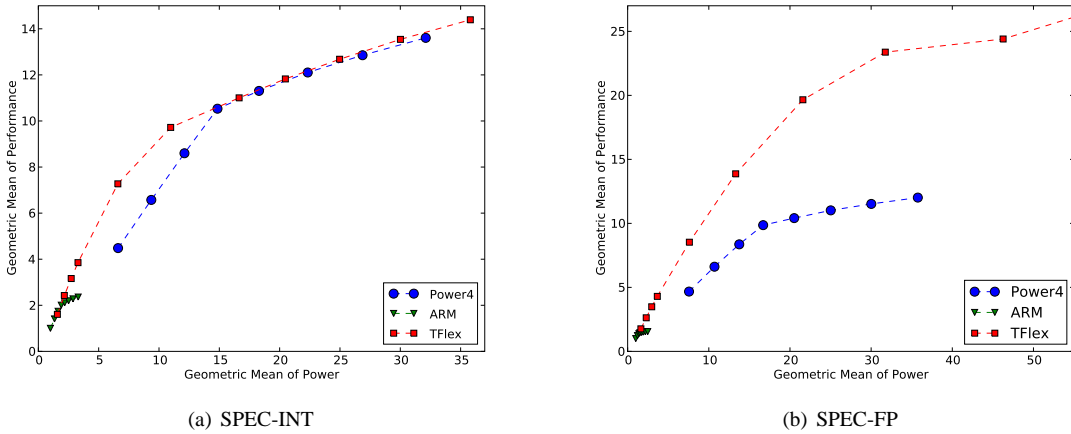 14
12
10
8
6
4
2
0
0
5
10
15
20
25
30
35
Geometric Mean of Performance
Geometric Mean of Power
Power4
ARM
TFlex
(a) SPEC-INT
25
20
15
10
5
0
0
10
20
30
40
50
Geometric Mean of Performance
Geometric Mean of Power
Power4
ARM
TFlex
(b) SPEC-FP